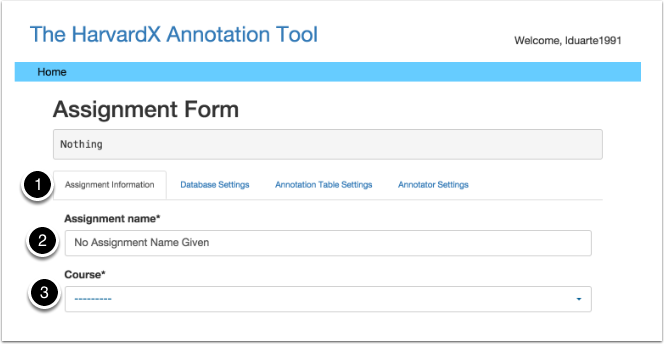 The HarvardX Annotation Tool
Welcome, lduarte1991
Home
Assignment Form
Nothing
1 Assignment Information Database Settings Annotation Table Settings Annotator Settings
Assignment name*
2 No Assignment Name Given
Course*
3 ---------